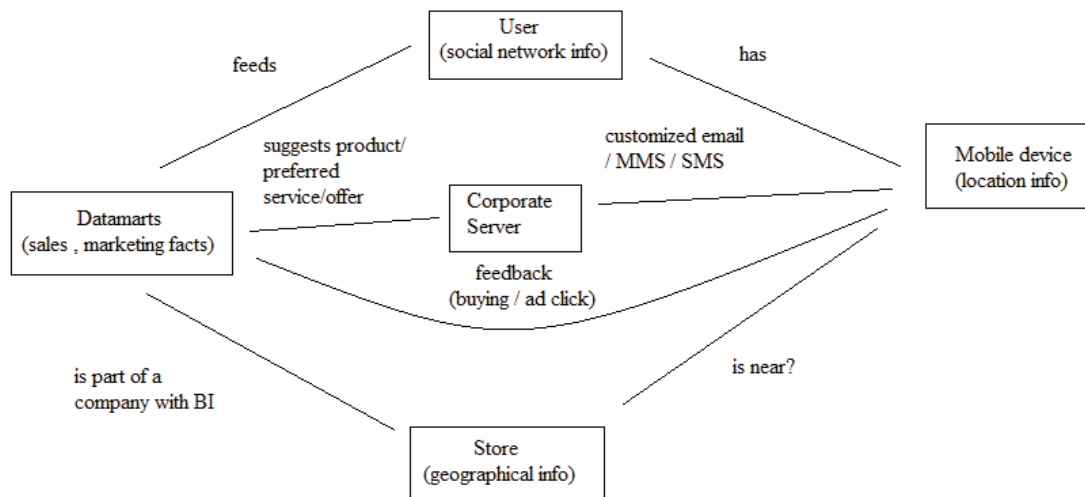 User
(social network info)
feeds
has
suggests product/
preferred
service/offer
customized email
/ MMS / SMS
Mobile device
(location info)
Datamarts
(sales , marketing facts)
Corporate
Server
feedback
(buying / ad click)
is part of a
company with BI
is near?
Store
(geographical info)